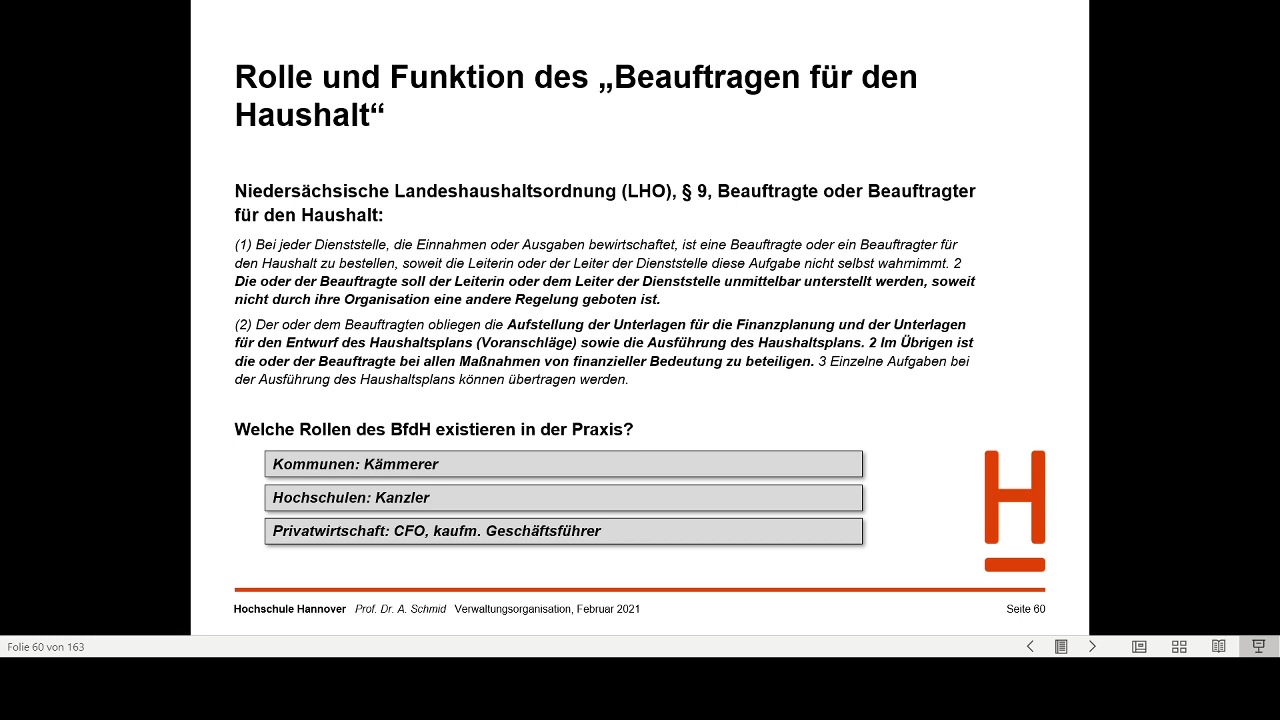 Rolle und Funktion des „Beauftragen für den
Haushalt“
Niedersächsische Landeshaushaltsordnung (LHO), § 9, Beauftragte oder Beauftragter
für den Haushalt:
(1) Bei jeder Dienststelle, die Einnahmen oder Ausgaben bewirtschaftet, ist eine Beauftragte oder ein Beauftragter für
den Haushalt zu bestellen, soweit die Leiterin oder der Leiter der Dienststelle diese Aufgabe nicht selbst wahrnimmt. 2
Die oder der Beauftragte soll der Leiterin oder dem Leiter der Dienststelle unmittelbar unterstellt werden, soweit
nicht durch ihre Organisation eine andere Regelung geboten ist.
(2) Der oder dem Beauftragten obliegen die Aufstellung der Unterlagen für die Finanzplanung und der Unterlagen
für den Entwurf des Haushaltsplans (Voranschläge) sowie die Ausführung des Haushaltsplans. 2 Im Übrigen ist
die oder der Beauftragte bei allen Maßnahmen von finanzieller Bedeutung zu beteiligen. 3 Einzelne Aufgaben bei
der Ausführung des Haushaltsplans können übertragen werden.
Welche Rollen des BfdH existieren in der Praxis?
Kommunen: Kämmerer
Hochschulen: Kanzler
Privatwirtschaft: CFO, kaufm. Geschäftsführer
H
Hochschule Hannover Prof. Dr. A. Schmid Verwaltungsorganisation, Februar 2021 Seite 60
Folie 60 von 163